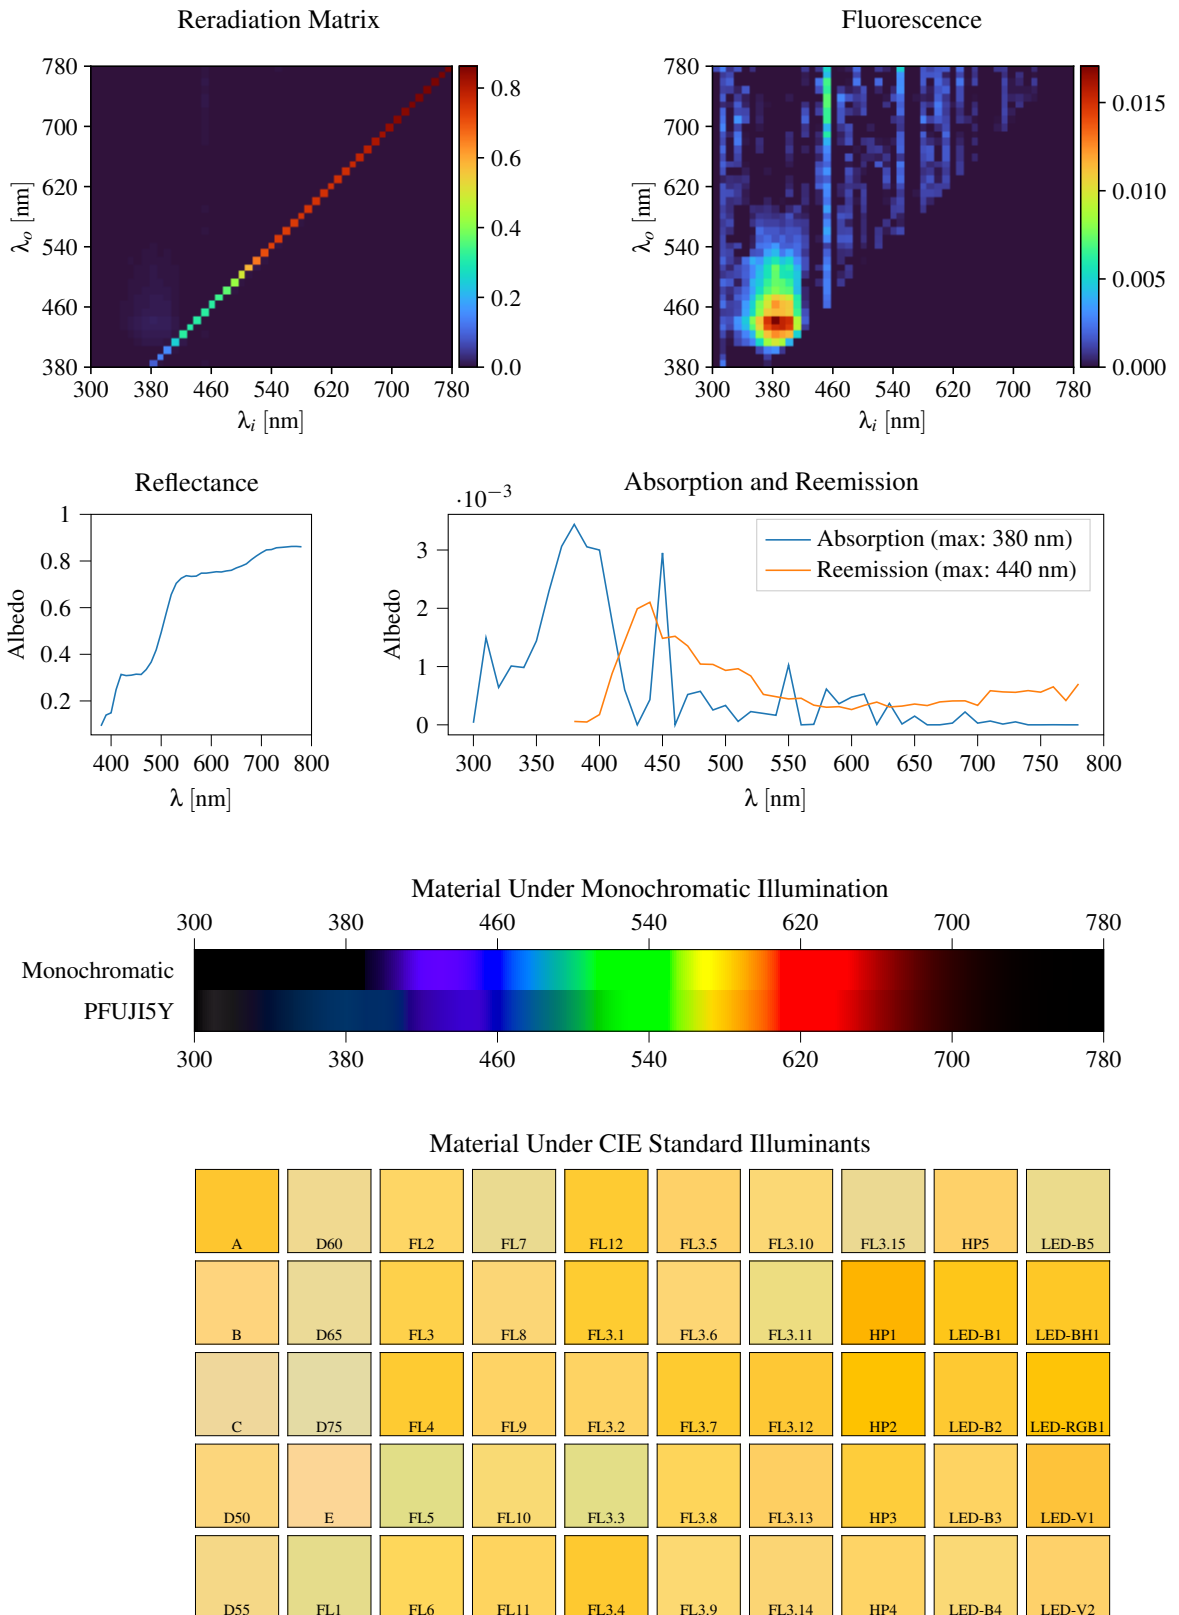 Reradiation Matrix
Fluorescence
780
700
620
540
460
380
λo [nm]
300 380 460 540 620 700 780
λi [nm]
0.8
0.6
0.4
0.2
0.0
780
700
620
540
460
380
λo [nm]
300 380 460 540 620 700 780
λi [nm]
0.015
0.010
0.005
0.000
Reflectance
1
0.8
0.6
0.4
0.2
Albedo
400 500 600 700 800
λ [nm]
Absorption and Reemission
·10−3
3
2
1
0
Albedo
Absorption (max: 380 nm)
Reemission (max: 440 nm)
300 350 400 450 500 550 600 650 700 750 800
λ [nm]
Material Under Monochromatic Illumination
300 380 460 540 620 700 780
Monochromatic
PFUJI5Y
300 380 460 540 620 700 780
Material Under CIE Standard Illuminants
A D60 FL2 FL7 FL12 FL3.5 FL3.10 FL3.15 HP5 LED-B5
B D65 FL3 FL8 FL3.1 FL3.6 FL3.11 HP1 LED-B1 LED-BH1
C D75 FL4 FL9 FL3.2 FL3.7 FL3.12 HP2 LED-B2 LED-RGB1
D50 E FL5 FL10 FL3.3 FL3.8 FL3.13 HP3 LED-B3 LED-V1
D55 FL1 FL6 FL11 FL3.4 FL3.9 FL3.14 HP4 LED-B4 LED-V2